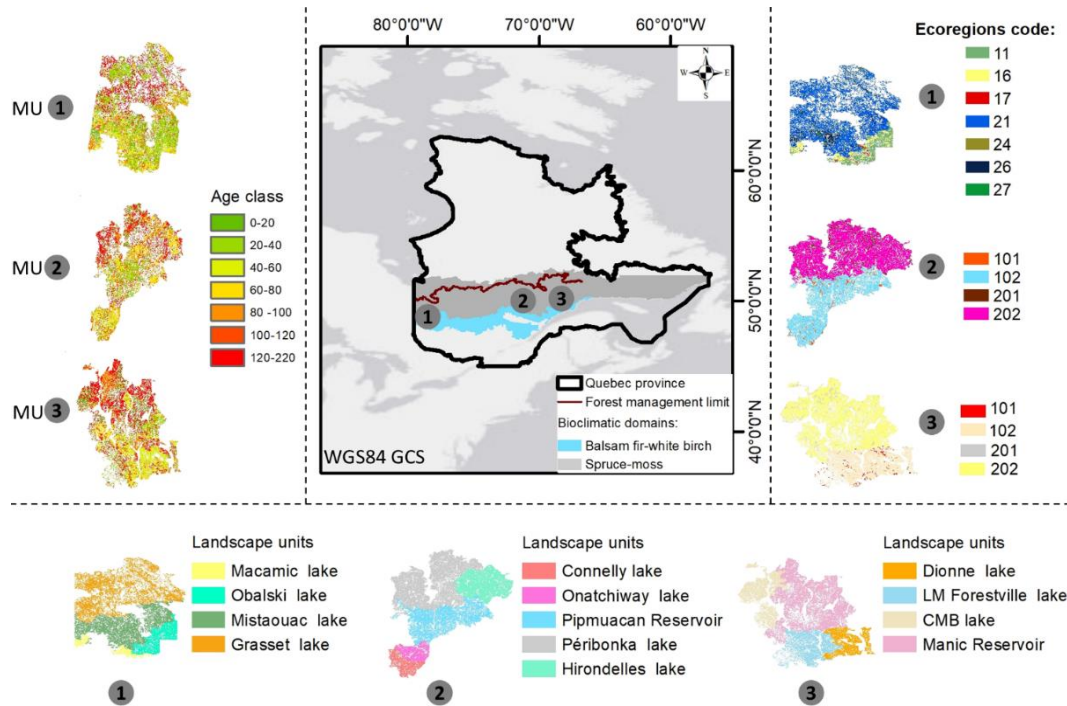 80°0'0"W 70°0'0"W 60°0'0"W
MU 1
MU 2
MU 3
Age class
0-20
20-40
40-60
60-80
80 -100
100-120
120-220
N
W E
S
60°0'0"N
50°0'0"N
40°0'0"N
1
2
3
Quebec province
Forest management limit
Bioclimatic domains:
Balsam fir-white birch
Spruce-moss
WGS84 GCS
Ecoregions code:
1
11
16
17
21
24
26
27
2
101
102
201
202
3
101
102
201
202
Landscape units
Macamic lake
Obalski lake
Mistaouac lake
Grasset lake
1
Landscape units
Connelly lake
Onatchiway lake
Pipmuacan Reservoir
Péribonka lake
Hirondelles lake
2
Landscape units
Dionne lake
LM Forestville lake
CMB lake
Manic Reservoir
3